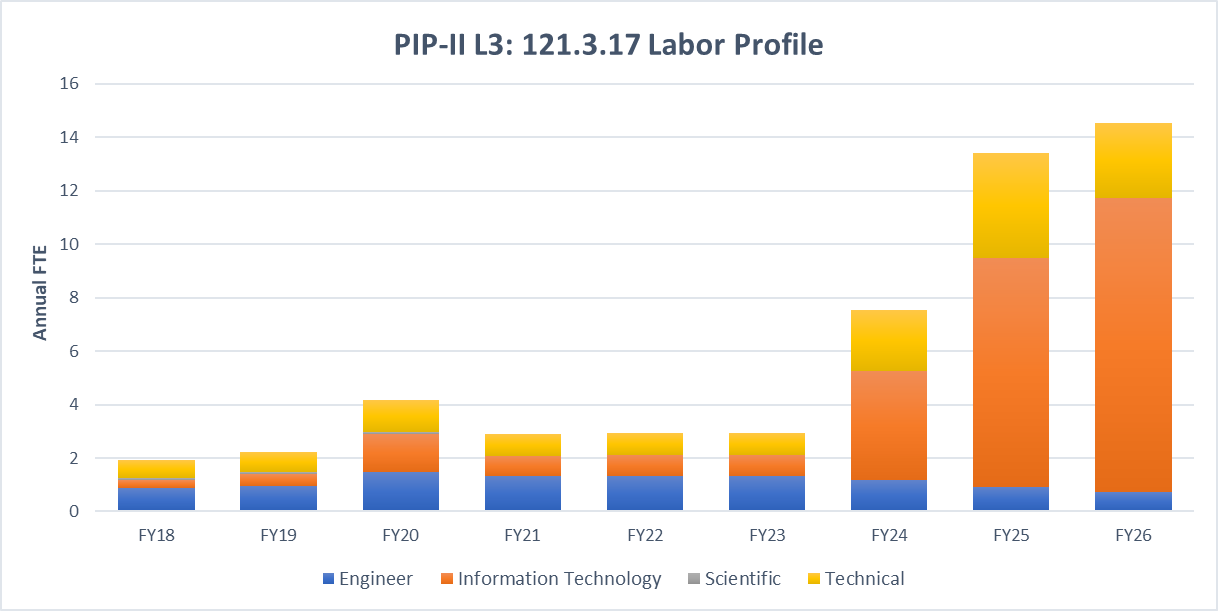 PIP-II L3: 121.3.17 Labor Profile
16
14
12
10
8
6
4
2
0
Annual FTE
FY18 FY19 FY20 FY21 FY22 FY23 FY24 FY25 FY26
Engineer Information Technology Scientific Technical